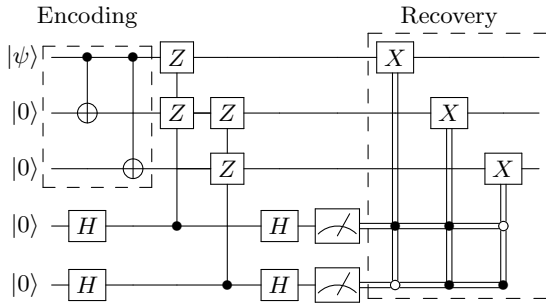 Encoding Recovery
|ψ⟩ Z X
|0⟩ Z Z X
|0⟩ Z X
|0⟩ H H
|0⟩ H H